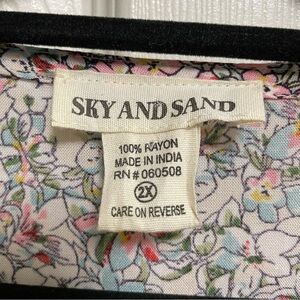 SKY AND SAND
100% RAYON
MADE IN INDIA
RN # 060508
2X
CARE ON REVERSE